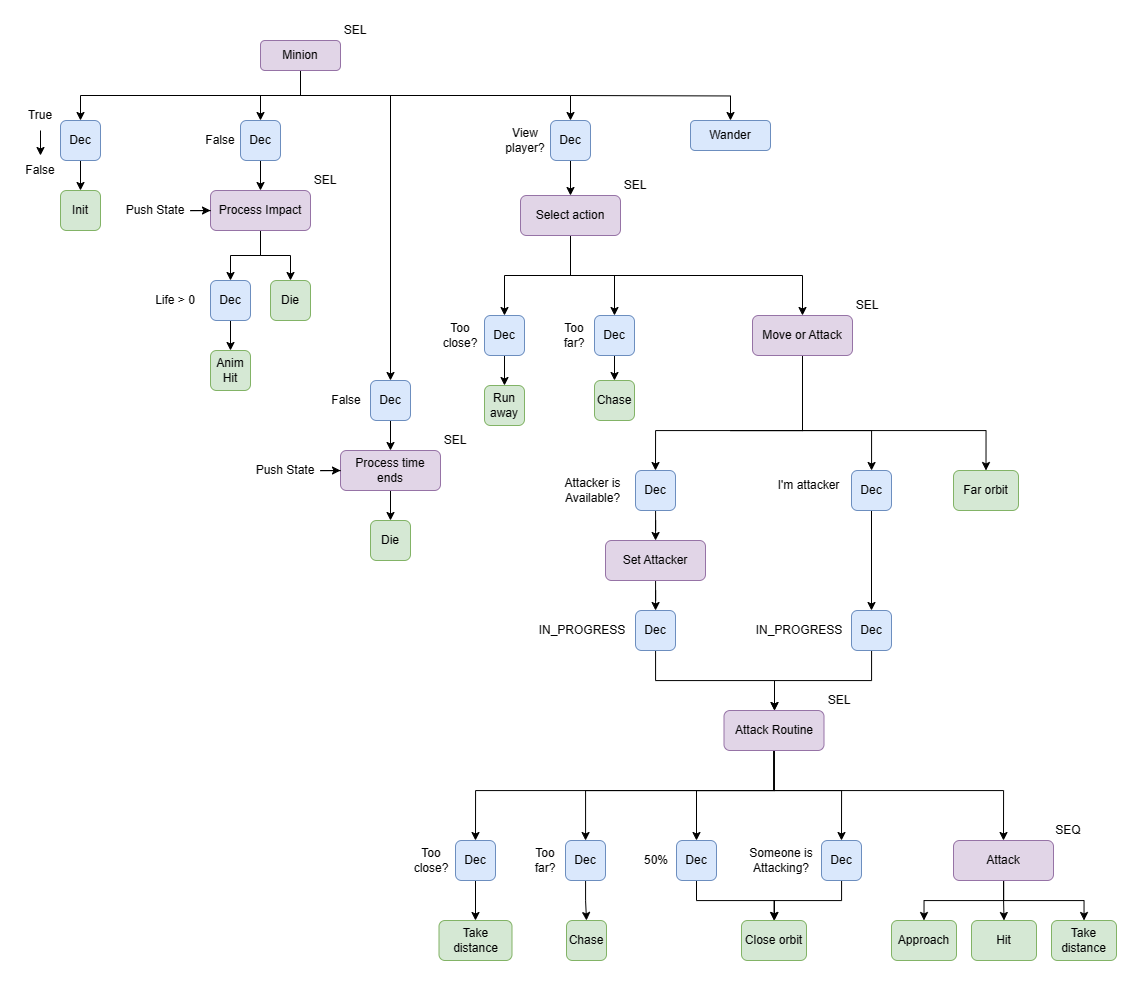 SEL
Minion
True
False
Dec
False
Dec
View
player?
Dec
Wander
Init
SEL
Push State
Process Impact
SEL
Select action
Life > 0
Dec
Die
Anim
Hit
Too
close?
Dec
Too
far?
Dec
SEL
Move or Attack
Run
away
Chase
False
Dec
SEL
Push State
Process time
ends
Die
Attacker is
Available?
Dec
I'm attacker
Dec
Far orbit
Set Attacker
IN_PROGRESS
Dec
IN_PROGRESS
Dec
SEL
Attack Routine
Too
close?
Dec
Too
far?
Dec
50%
Dec
Someone is
Attacking?
Dec
SEQ
Attack
Take
distance
Chase
Close orbit
Approach
Hit
Take
distance